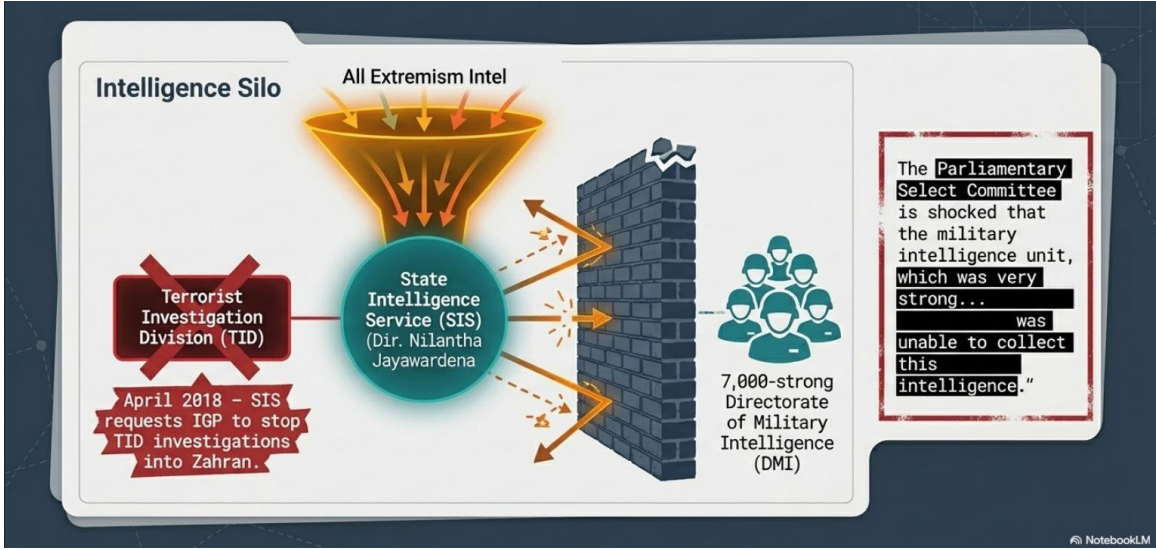 Intelligence Silo
All Extremism Intel
State
Intelligence
Service (SIS)
(Dir. Nilantha
Jayawardena
Terrorist
Investigation
Division (TID)
April 2018 – SIS
requests IGP to stop
TID investigations
into Zahran.
7,000-strong
Directorate
of Military
Intelligence
(DMI)
The Parliamentary
Select Committee
is shocked that
the military
intelligence unit,
which was very
strong...
was
unable to collect
this
intelligence."
NotebookLM